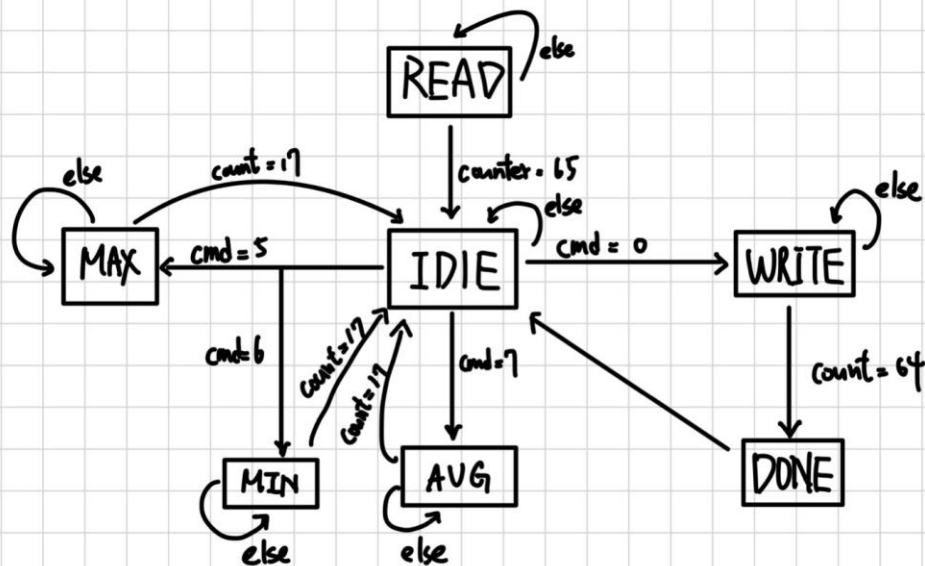 READ
else
counter = 65
else
count = 17
else
MAX
cmd = 5
IDIE
cmd = 0
else
WRITE
cmd=6
count=17
count=17
cmd=7
count = 64
MIN
else
AVG
else
DONE